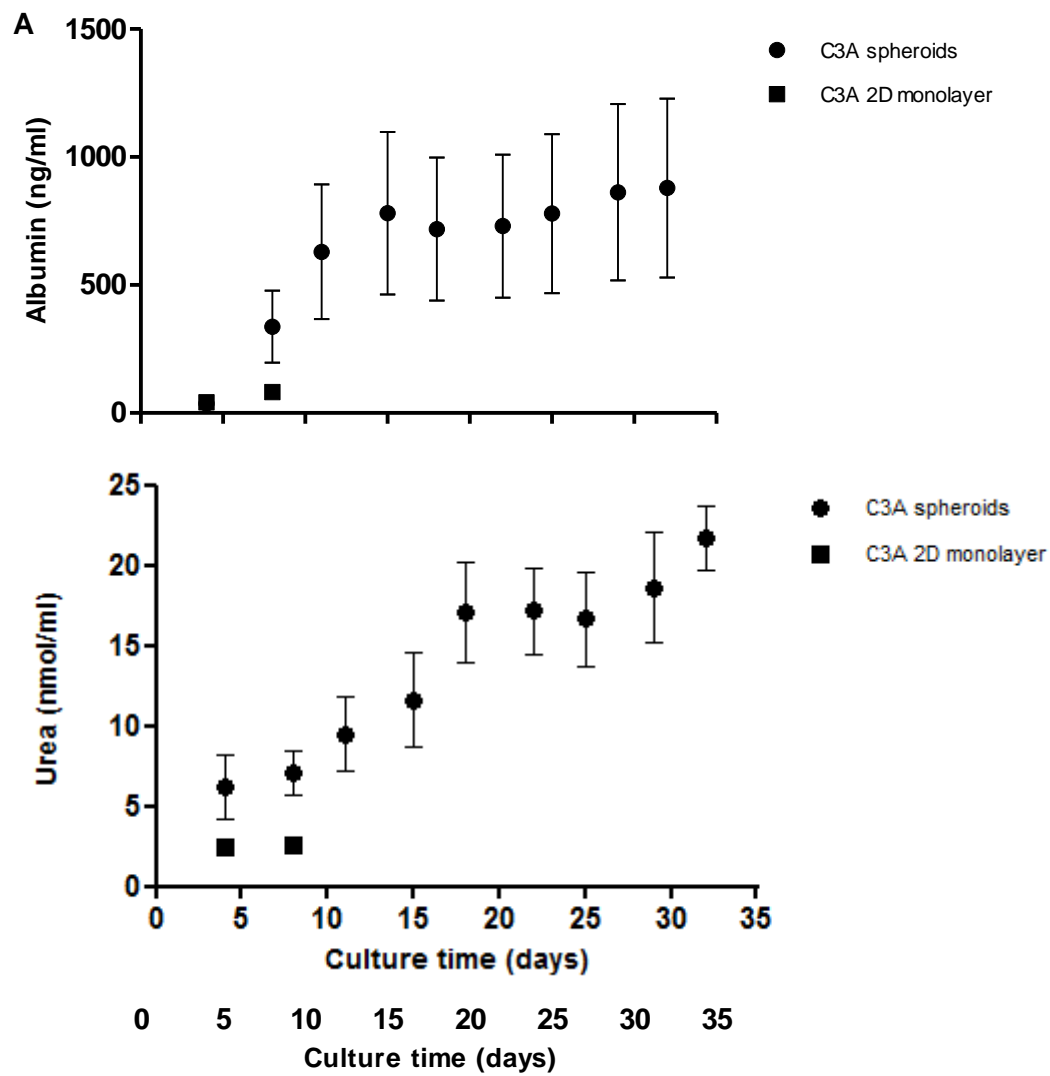 A
1500
1000
500
0
Albumin (ng/ml)
C3A spheroids
C3A 2D monolayer
25
20
15
10
5
0
Urea (nmol/ml)
C3A spheroids
C3A 2D monolayer
0 5 10 15 20 25 30 35
Culture time (days)
0 5 10 15 20 25 30 35
Culture time (days)